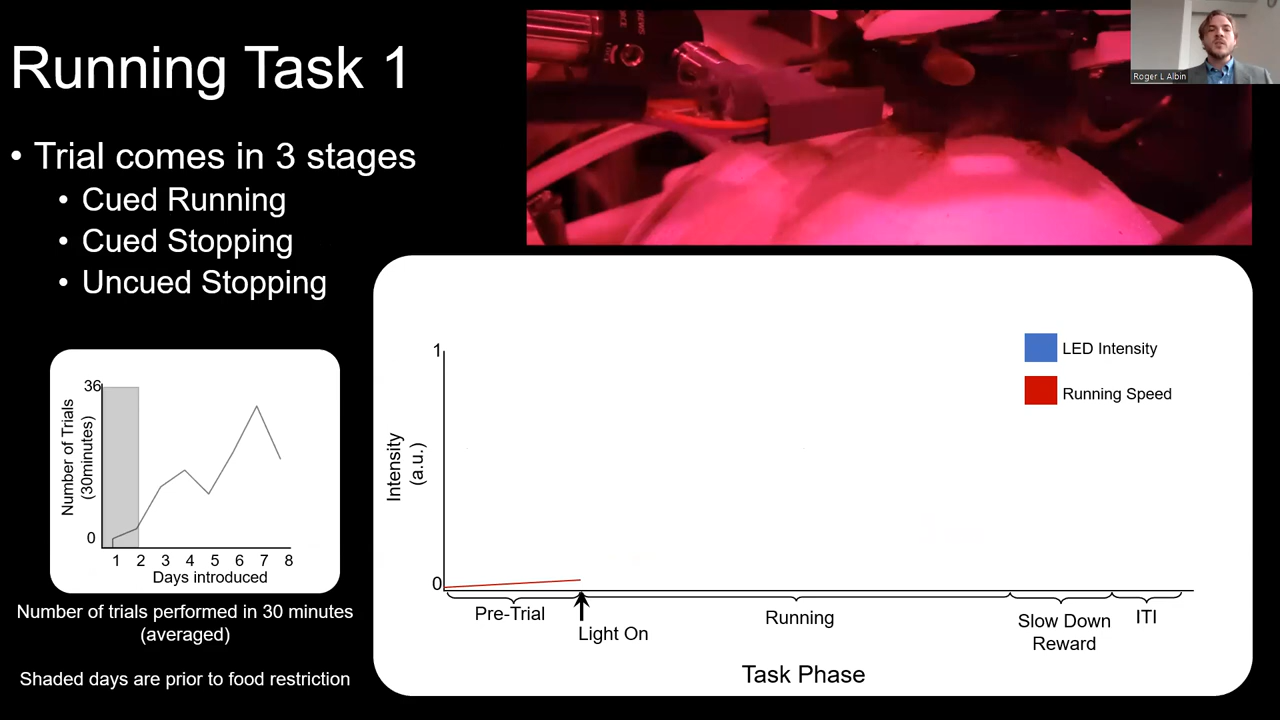 Running Task 1
• Trial comes in 3 stages
• Cued Running
• Cued Stopping
• Uncued Stopping
Roger L Albin
36
0
Number of Trials
(30minutes)
1 2 3 4 5 6 7 8
Days introduced
Number of trials performed in 30 minutes
(averaged)
Shaded days are prior to food restriction
1
0
Intensity
(a.u.)
LED Intensity
Running Speed
Pre-Trial
Light On
Running
Slow Down
Reward
ITI
Task Phase